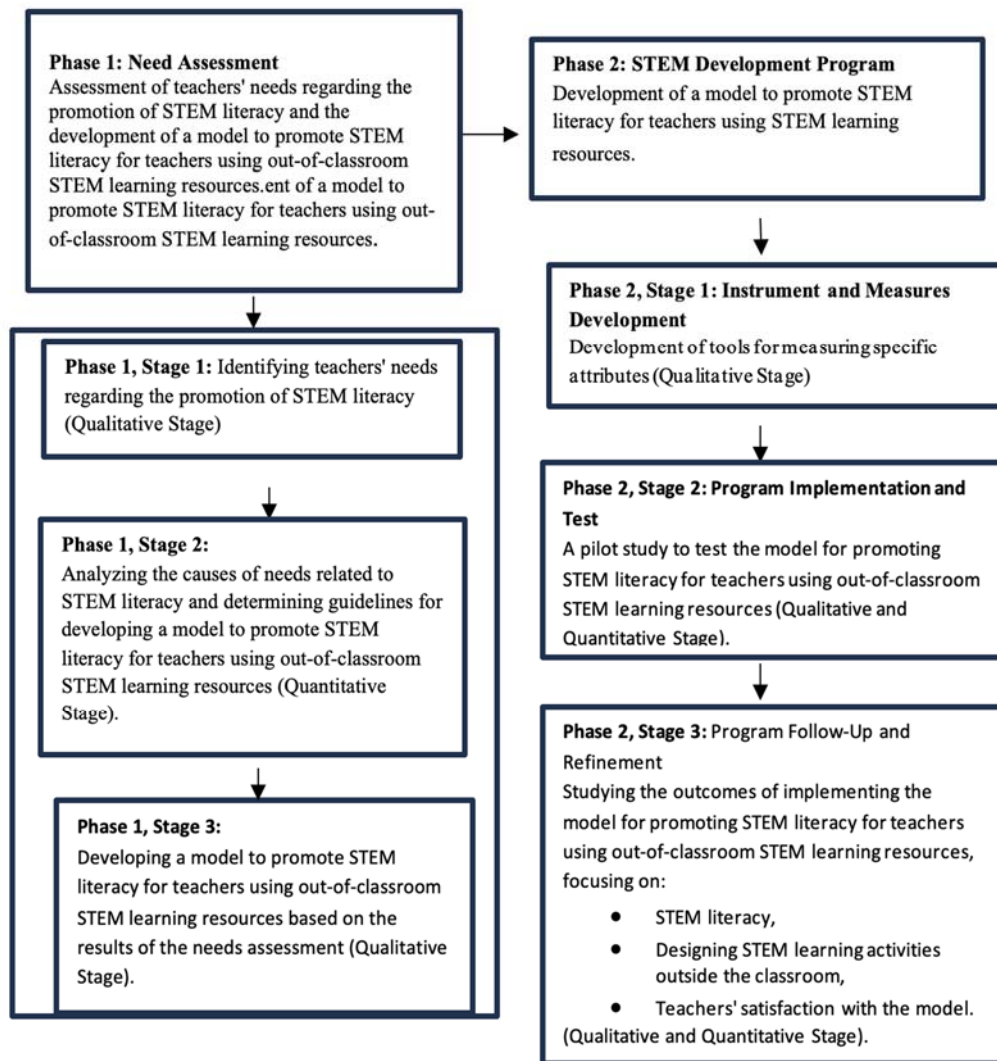 Phase 1: Need Assessment
Assessment of teachers' needs regarding the
promotion of STEM literacy and the
development of a model to promote STEM
literacy for teachers using out-of-classroom
STEM learning resources.ent of a model to
promote STEM literacy for teachers using out-
of-classroom STEM learning resources.
Phase 1, Stage 1: Identifying teachers' needs
regarding the promotion of STEM literacy
(Qualitative Stage)
Phase 1, Stage 2:
Analyzing the causes of needs related to
STEM literacy and determining guidelines for
developing a model to promote STEM
literacy for teachers using out-of-classroom
STEM learning resources (Quantitative
Stage).
Phase 1, Stage 3:
Developing a model to promote STEM
literacy for teachers using out-of-classroom
STEM learning resources based on the
results of the needs assessment (Qualitative
Stage).
Phase 2: STEM Development Program
Development of a model to promote STEM
literacy for teachers using STEM learning
resources.
Phase 2, Stage 1: Instrument and Measures
Development
Development of tools for measuring specific
attributes (Qualitative Stage)
Phase 2, Stage 2: Program Implementation and
Test
A pilot study to test the model for promoting
STEM literacy for teachers using out-of-classroom
STEM learning resources (Qualitative and
Quantitative Stage).
Phase 2, Stage 3: Program Follow-Up and
Refinement
Studying the outcomes of implementing the
model for promoting STEM literacy for teachers
using out-of-classroom STEM learning resources,
focusing on:
● STEM literacy,
● Designing STEM learning activities
outside the classroom,
● Teachers' satisfaction with the model.
(Qualitative and Quantitative Stage).